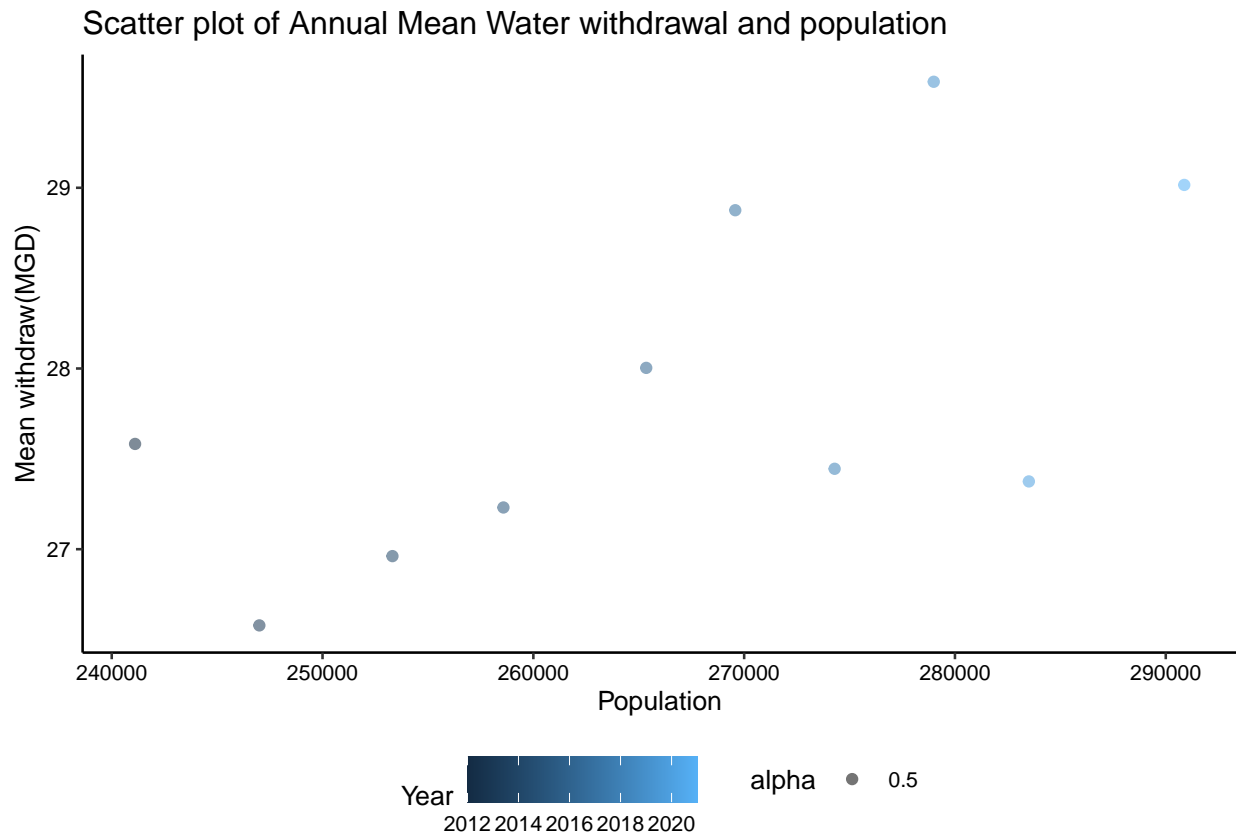 Scatter plot of Annual Mean Water withdrawal and population
29
28
27
Mean withdraw(MGD)
240000 250000 260000 270000 280000 290000
Population
Year
2012 2014 2016 2018 2020
alpha 0.5